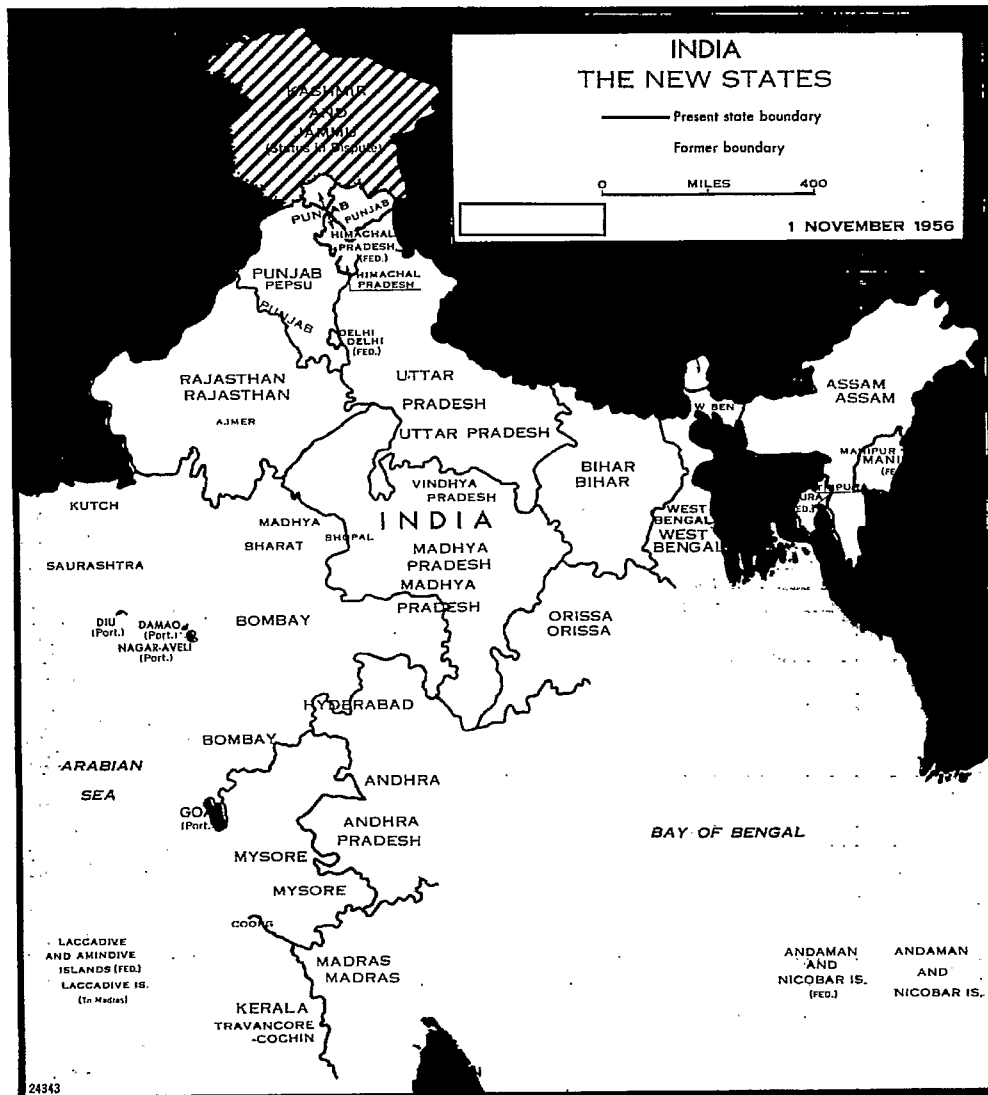 INDIA
THE NEW STATES
Present state boundary
Former boundary
0 MILES 400
1 NOVEMBER 1956
KASHMIR
AND
JAMMU
(Status in Dispute)
PUNJAB
PUNJAB
HIMACHAL
PRADESH
(FED.)
HIMACHAL
PRADESH
PUNJAB
PEPSU
PUNJAB
DELHI
DELHI
(FED.)
RAJASTHAN
RAJASTHAN
AJMER
UTTAR
PRADESH
UTTAR PRADESH
W BEN
ASSAM
ASSAM
MANIPUR
MANI
BIHAR
BIHAR
VINDHYA
PRADESH
INDIA
KUTCH
MADHYA
BHARAT
BHOPAL
WEST
BENGAL
WEST
BENGAL
TRIPURA
URA
MADHYA
PRADESH
MADHYA
PRADESH
SAURASHTRA
BOMBAY
ORISSA
ORISSA
DIU
(Port.)
DAMAO
(Port.)
NAGAR-AVELI
(Port.)
HYDERABAD
BOMBAY
ARABIAN
SEA
ANDHRA
GOA
(Port.
ANDHRA
PRADESH
BAY OF BENGAL
MYSORE
MYSORE
COORG
LACCADIVE
AND AMINDIVE
ISLANDS (FED.)
LACCADIVE IS.
(In Madras)
MADRAS
MADRAS
ANDAMAN
AND
NICOBAR IS.
(FED.)
ANDAMAN
AND
NICOBAR IS.
KERALA
TRAVANCORE
-COCHIN
24343